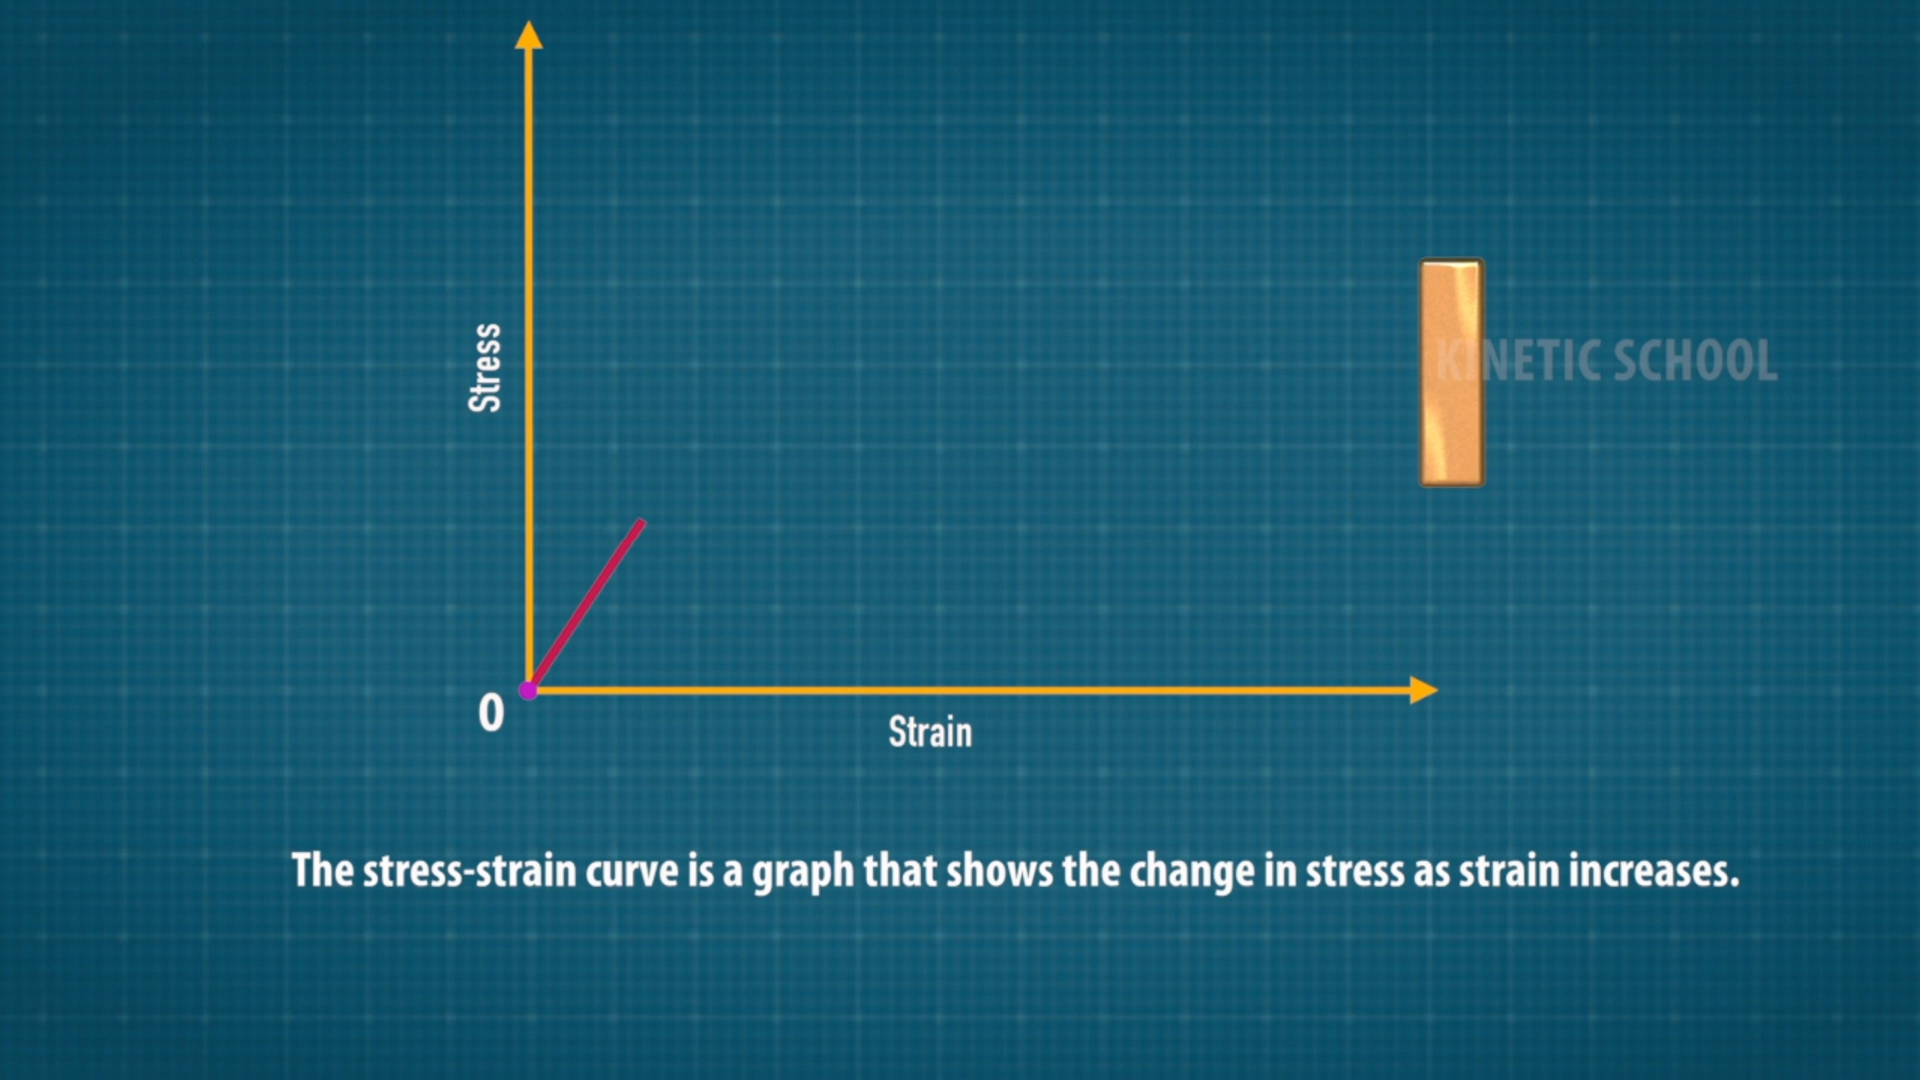 Stress
KINETIC SCHOOL
0
Strain
The stress-strain curve is a graph that shows the change in stress as strain increases.